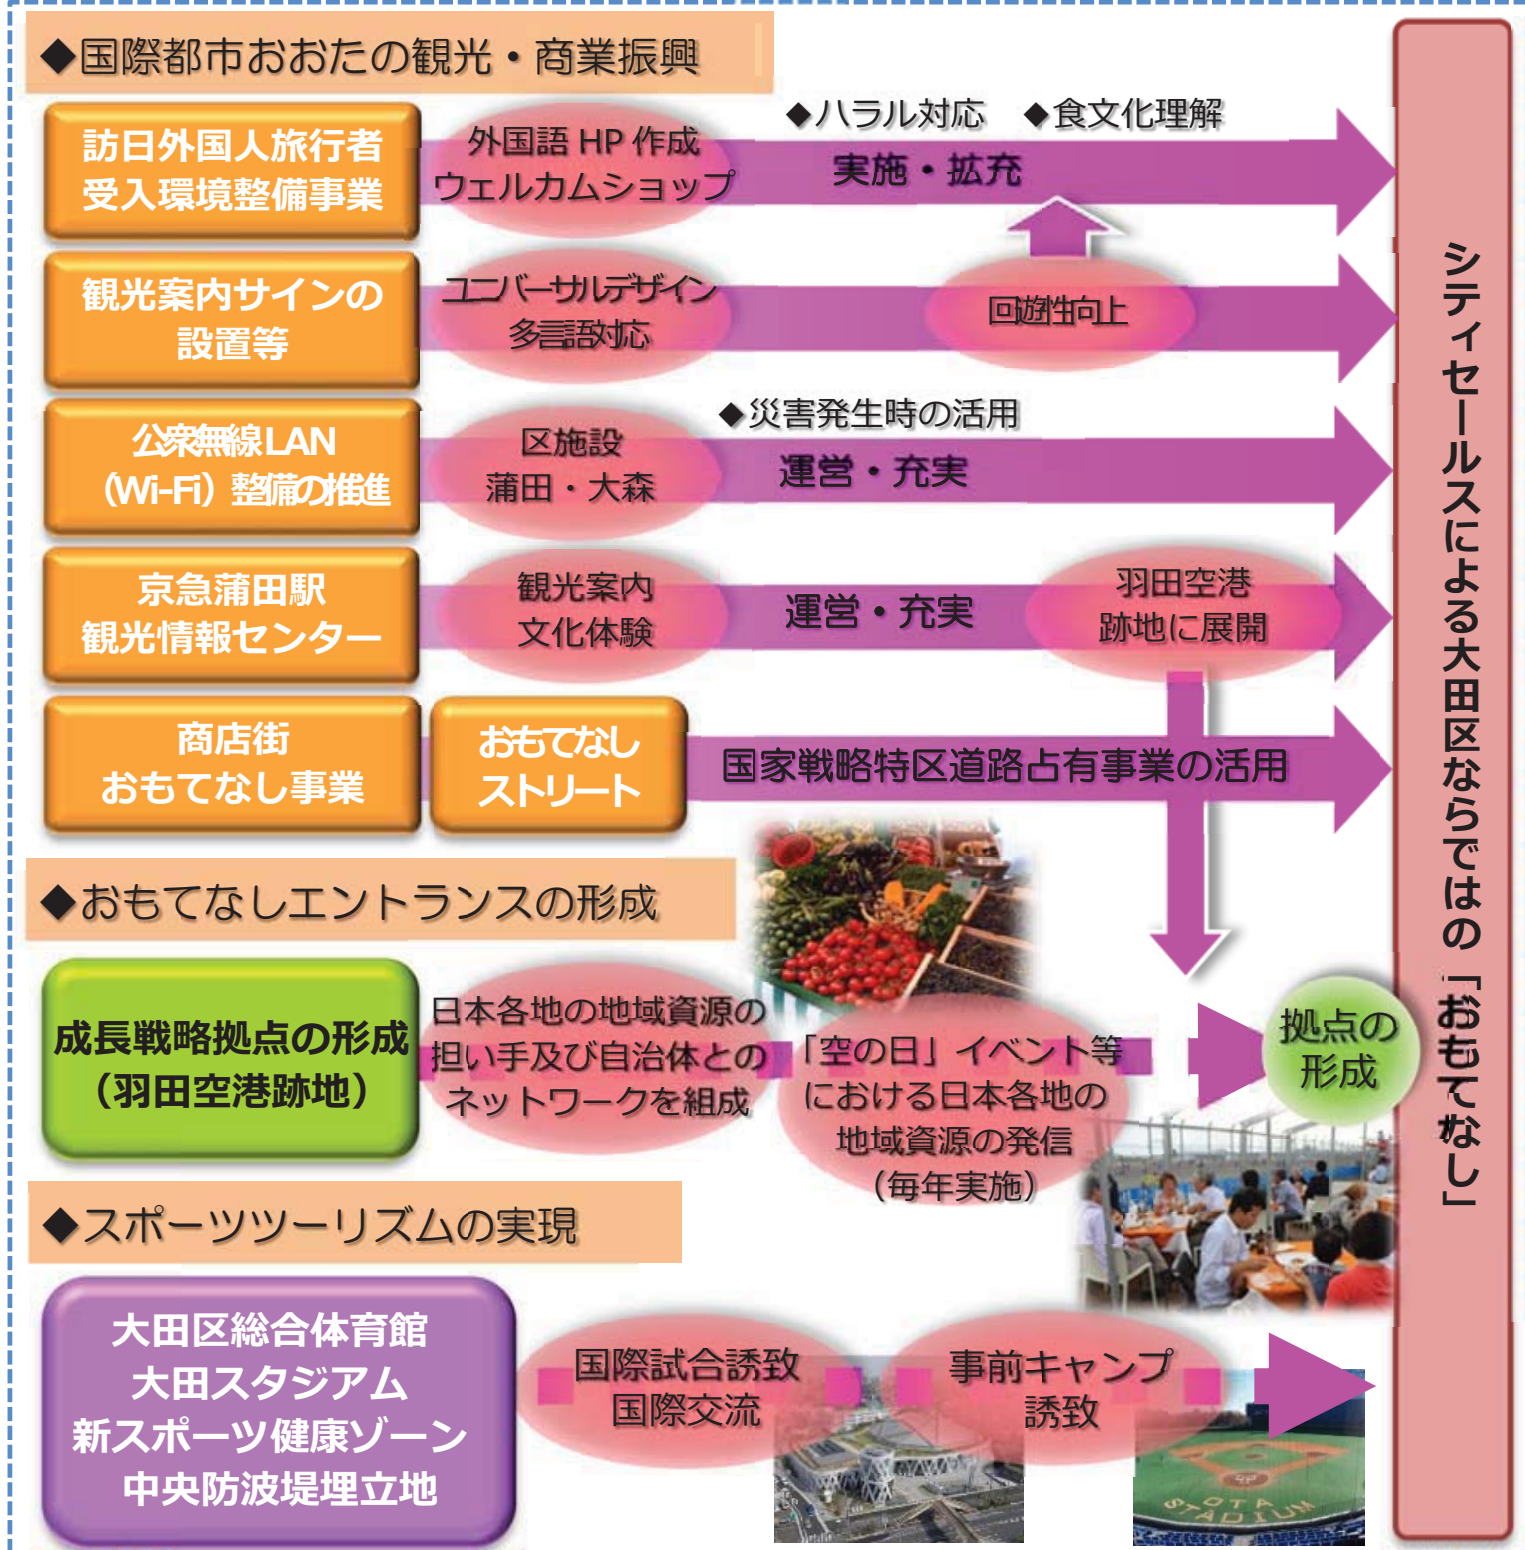 ◆国際都市おおたの観光・商業振興
訪日外国人旅行者
受入環境整備事業
外国語 HP 作成
ウェルカムショップ
◆ハラル対応 ◆食文化理解
実施・拡充
観光案内サインの
設置等
ユニバーサルデザイン
多言語対応
回遊性向上
公衆無線LAN
（Wi-Fi）整備の推進
区施設
蒲田・大森
◆災害発生時の活用
運営・充実
京急蒲田駅
観光情報センター
観光案内
文化体験
運営・充実
羽田空港
跡地に展開
商店街
おもてなし事業
おもてなし
ストリート
国家戦略特区道路占有事業の活用
◆おもてなしエントランスの形成
成長戦略拠点の形成
（羽田空港跡地）
日本各地の地域資源の
担い手及び自治体との
ネットワークを組成
「空の日」イベント等
における日本各地の
地域資源の発信
（毎年実施）
拠点の
形成
◆スポーツツーリズムの実現
大田区総合体育館
大田スタジアム
新スポーツ健康ゾーン
中央防波堤埋立地
国際試合誘致
国際交流
事前キャンプ
誘致
OTA
STADIUM
シティセールスによる大田区ならではの「おもてなし」